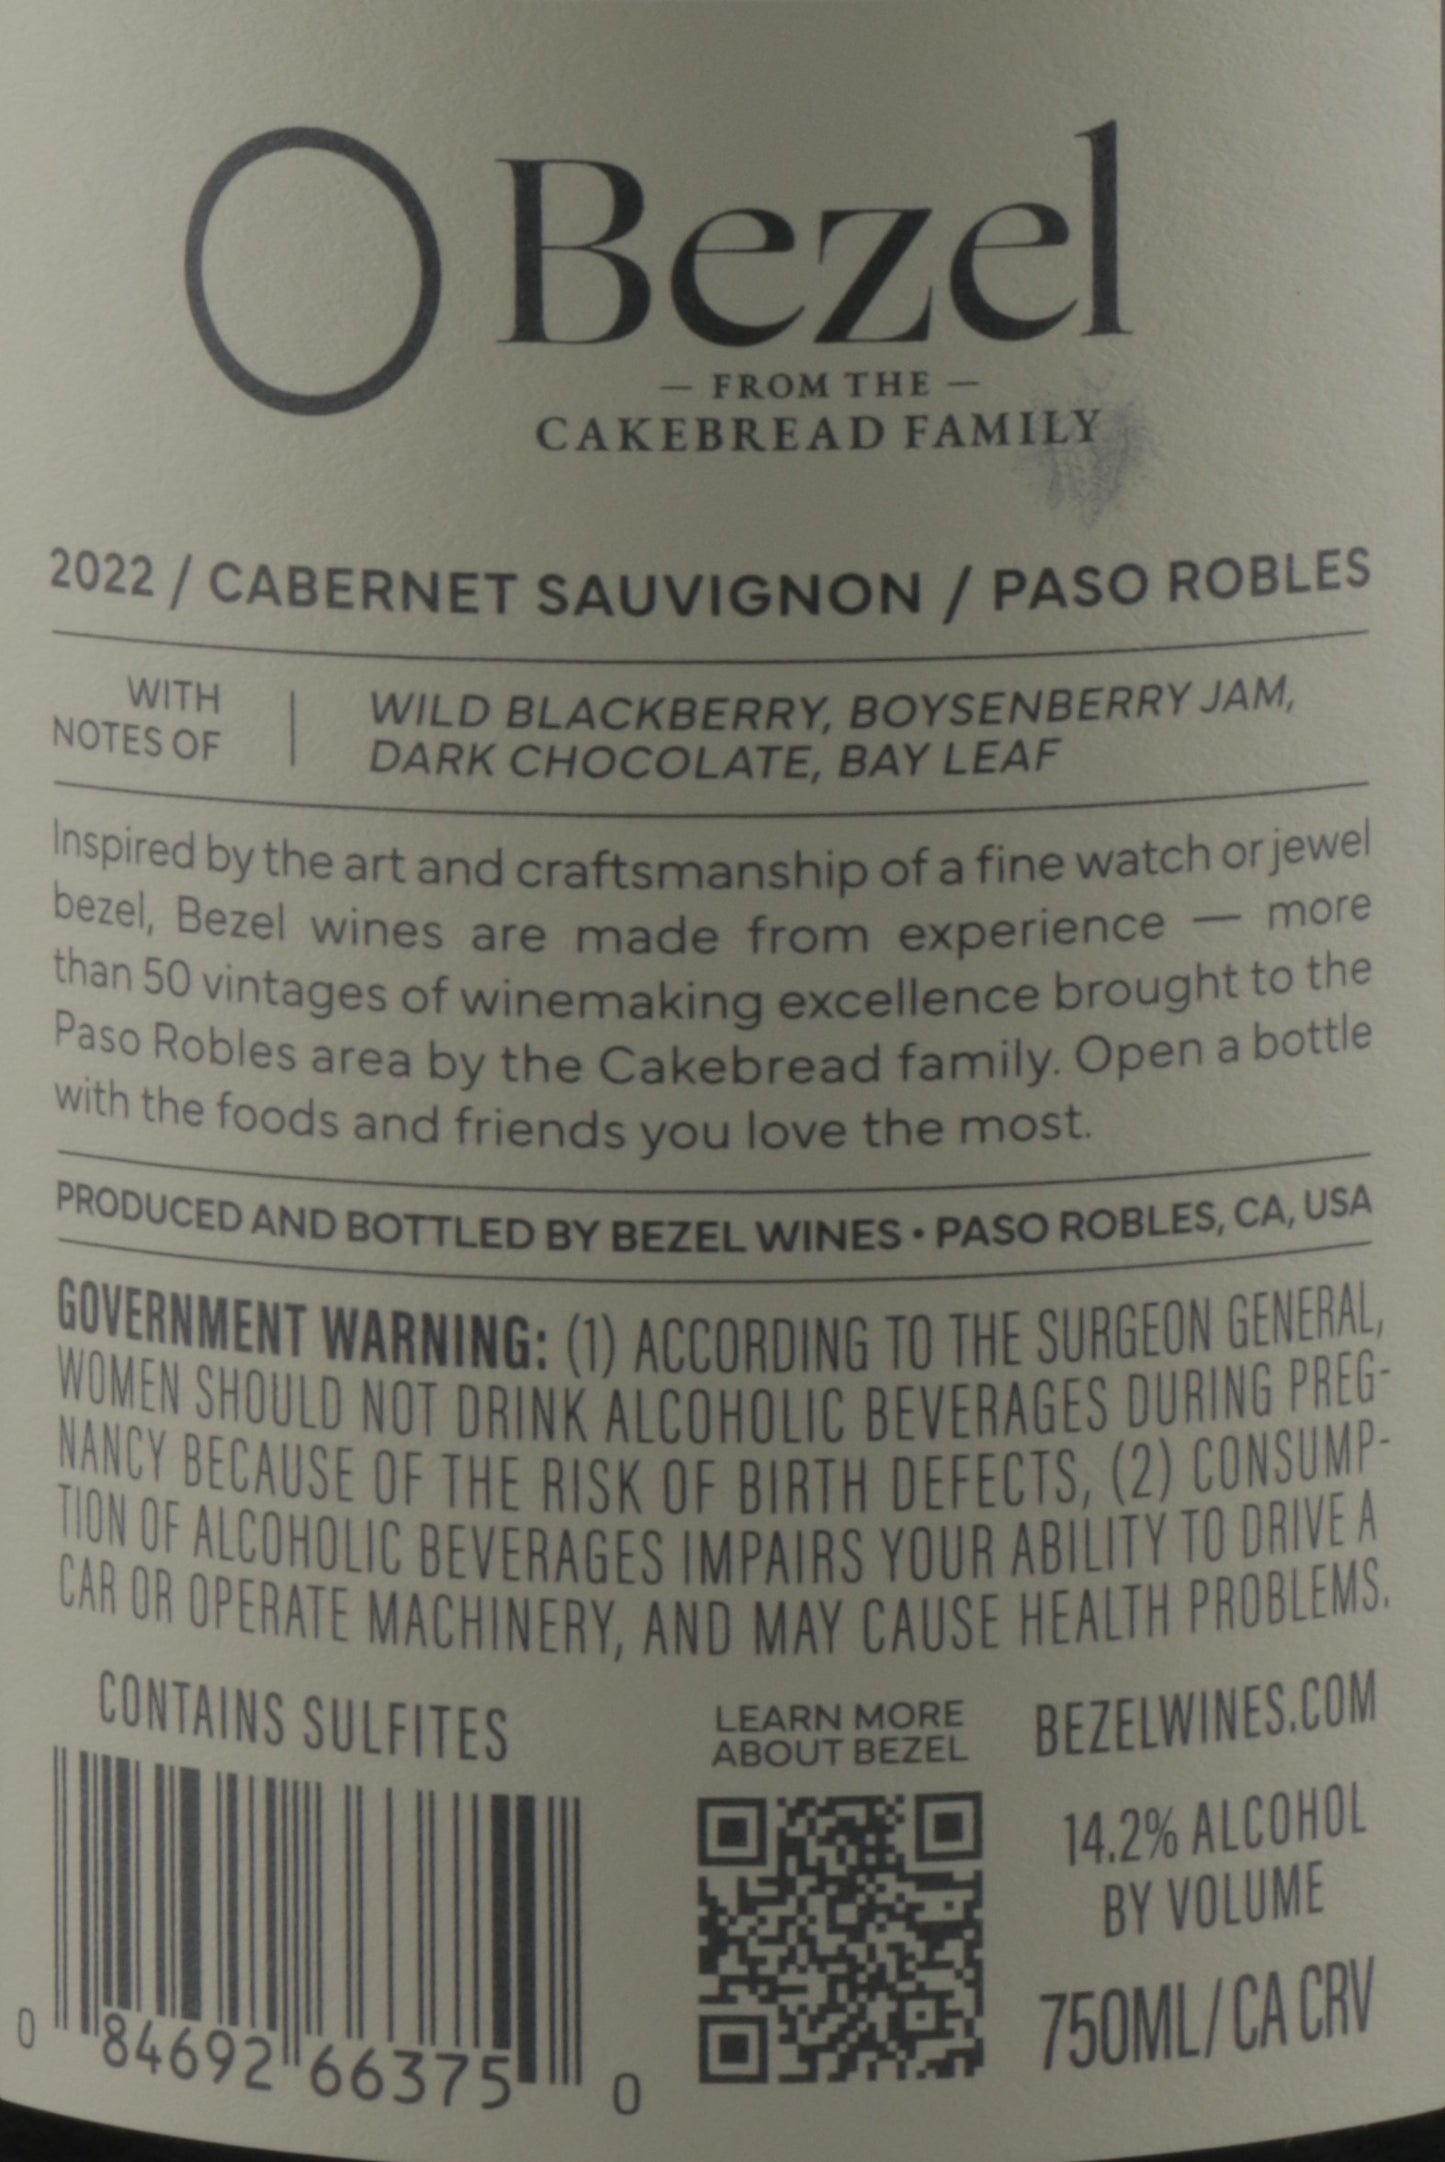 Bezel
— FROM THE —
CAKEBREAD FAMILY
2022 / CABERNET SAUVIGNON / PASO ROBLES
WITH
NOTES OF
WILD BLACKBERRY, BOYSENBERRY JAM,
DARK CHOCOLATE, BAY LEAF
Inspired by the art and craftsmanship of a fine watch or jewel
bezel, Bezel wines are made from experience — more
than 50 vintages of winemaking excellence brought to the
Paso Robles area by the Cakebread family. Open a bottle
with the foods and friends you love the most.
PRODUCED AND BOTTLED BY BEZEL WINES • PASO ROBLES, CA, USA
GOVERNMENT WARNING: (1) ACCORDING TO THE SURGEON GENERAL,
WOMEN SHOULD NOT DRINK ALCOHOLIC BEVERAGES DURING PREG-
NANCY BECAUSE OF THE RISK OF BIRTH DEFECTS, (2) CONSUMP-
TION OF ALCOHOLIC BEVERAGES IMPAIRS YOUR ABILITY TO DRIVE A
CAR OR OPERATE MACHINERY, AND MAY CAUSE HEALTH PROBLEMS.
CONTAINS SULFITES
0 84692 66375 0
LEARN MORE
ABOUT BEZEL
BEZELWINES.COM
14.2% ALCOHOL
BY VOLUME
750ML/CA CRV